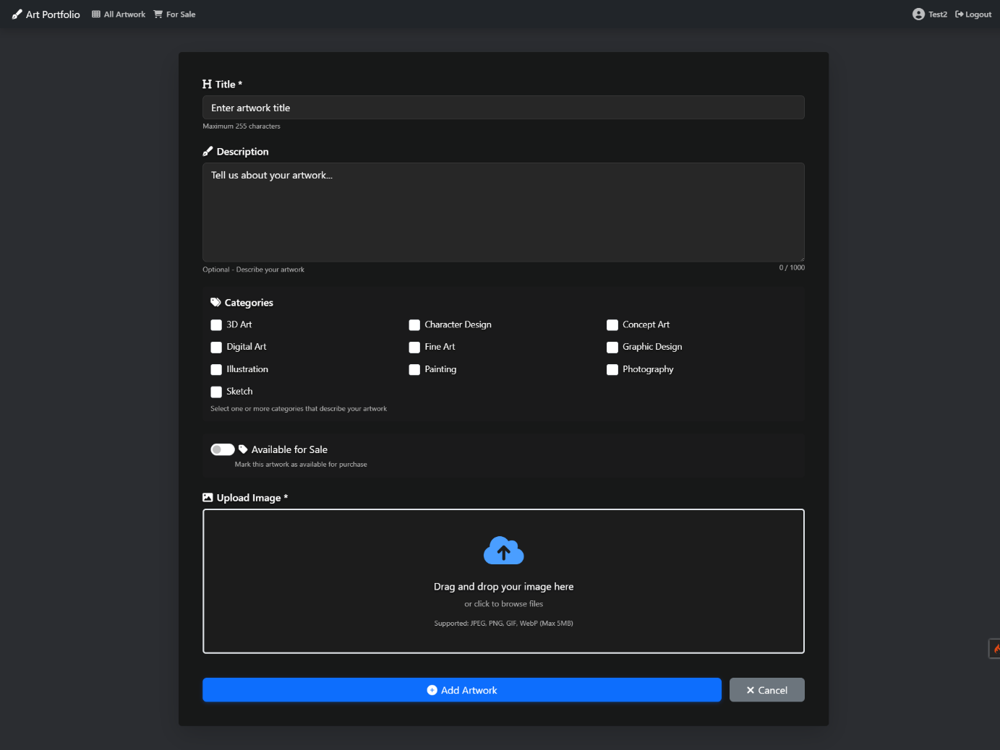 Art Portfolio All Artwork For Sale Test2 Logout
Title *
Enter artwork title
Maximum 255 characters
Description
Tell us about your artwork...
Optional - Describe your artwork 0 / 1000
Categories
3D Art Character Design Concept Art
Digital Art Fine Art Graphic Design
Illustration Painting Photography
Sketch
Select one or more categories that describe your artwork
Available for Sale
Mark this artwork as available for purchase
Upload Image *
Drag and drop your image here
or click to browse files
Supported: JPEG, PNG, GIF, WebP (Max 5MB)
Add Artwork Cancel